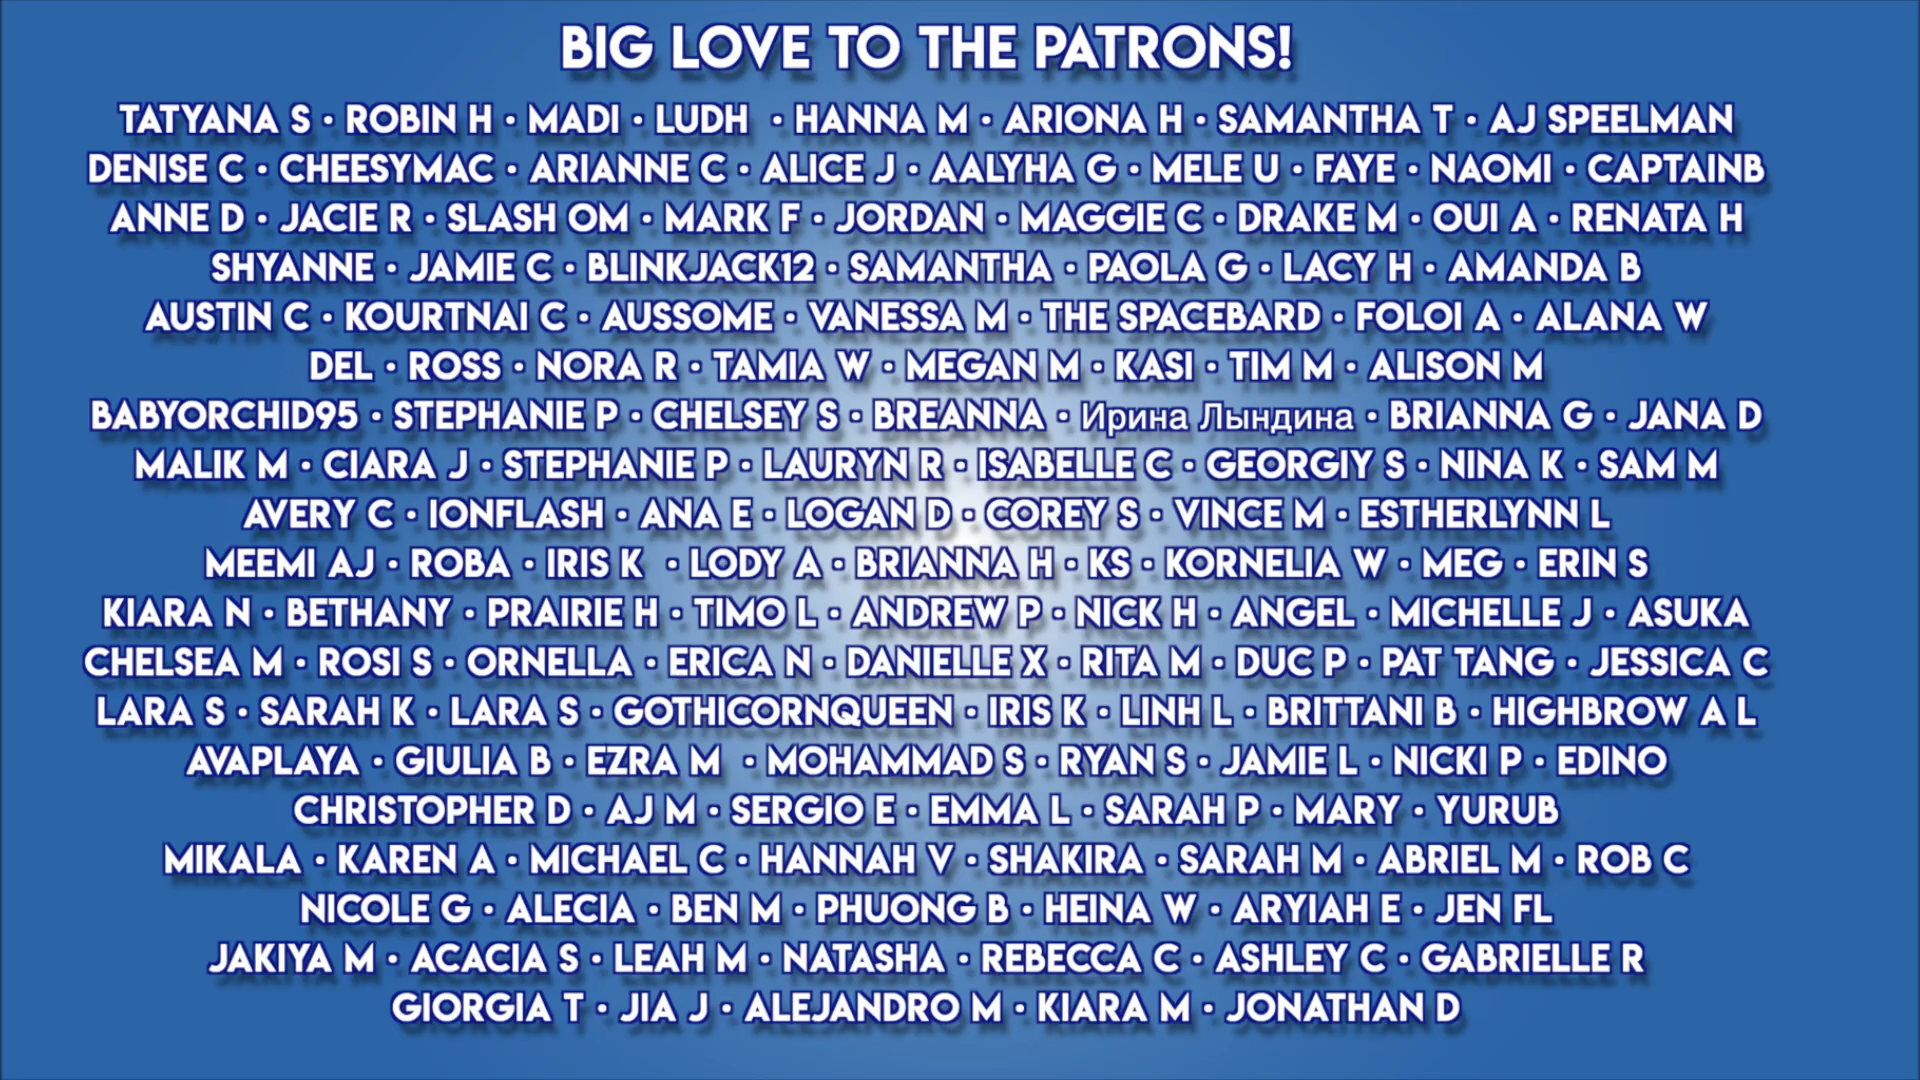 BIG LOVE TO THE PATRONS!
TATYANA S • ROBIN H • MADI • LUDH • HANNA M • ARIONA H • SAMANTHA T • AJ SPEELMAN
DENISE C • CHEESYMAC • ARIANNE C • ALICE J • AALYHA G • MELE U • FAYE • NAOMI • CAPTAINB
ANNE D • JACIE R • SLASH OM • MARK F • JORDAN • MAGGIE C • DRAKE M • OUI A • RENATA H
SHYANNE • JAMIE C • BLINKJACK12 • SAMANTHA • PAOLA G • LACY H • AMANDA B
AUSTIN C • KOURTNAI C • AUSSOME • VANESSA M • THE SPACEBARD • FOLOI A • ALANA W
DEL • ROSS • NORA R • TAMIA W • MEGAN M • KASI • TIM M • ALISON M
BABYORCHID95 • STEPHANIE P • CHELSEY S • BREANNA • Ирина Лындина • BRIANNA G • JANA D
MALIK M • CIARA J • STEPHANIE P • LAURYN R • ISABELLE C • GEORGIY S • NINA K • SAM M
AVERY C • IONFLASH • ANA E • LOGAN D • COREY S • VINCE M • ESTHERLYNN L
MEEMI AJ • ROBA • IRIS K • LODY A • BRIANNA H • KS • KORNELIA W • MEG • ERIN S
KIARA N • BETHANY • PRAIRIE H • TIMO L • ANDREW P • NICK H • ANGEL • MICHELLE J • ASUKA
CHELSEA M • ROSI S • ORNELLA • ERICA N • DANIELLE X • RITA M • DUC P • PAT TANG • JESSICA C
LARA S • SARAH K • LARA S • GOTHICORNQUEEN • IRIS K • LINH L • BRITTANI B • HIGHBROW A L
AVAPLAYA • GIULIA B • EZRA M • MOHAMMAD S • RYAN S • JAMIE L • NICKI P • EDINO
CHRISTOPHER D • AJ M • SERGIO E • EMMA L • SARAH P • MARY • YURUB
MIKALA • KAREN A • MICHAEL C • HANNAH V • SHAKIRA • SARAH M • ABRIEL M • ROB C
NICOLE G • ALECIA • BEN M • PHUONG B • HEINA W • ARYIAH E • JEN FL
JAKIYA M • ACACIA S • LEAH M • NATASHA • REBECCA C • ASHLEY C • GABRIELLE R
GIORGIA T • JIA J • ALEJANDRO M • KIARA M • JONATHAN D